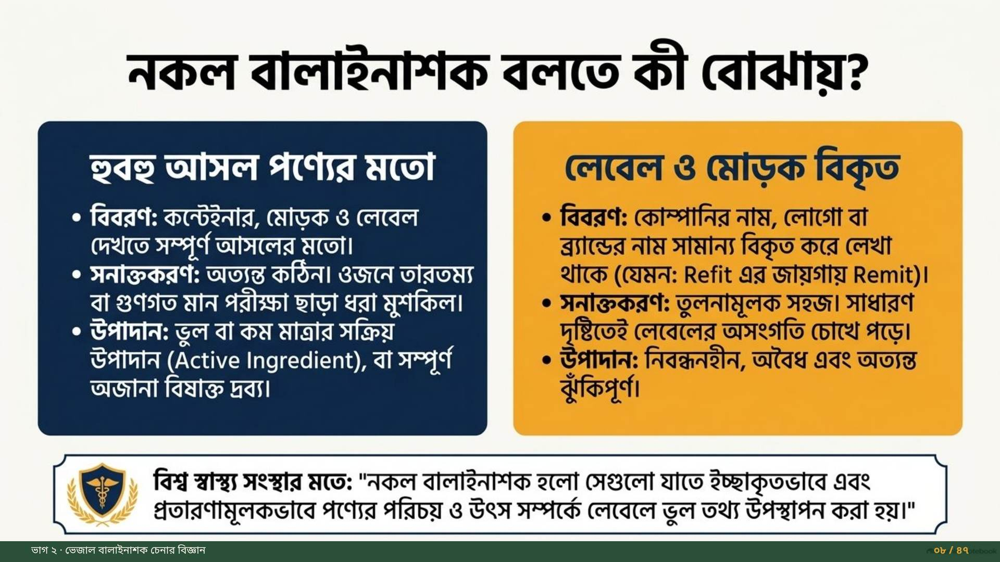 নকল বালাইনাশক বলতে কী বোঝায়?
হুবহু আসল পণ্যের মতো
• বিবরণ: কন্টেইনার, মোড়ক ও লেবেল
দেখতে সম্পূর্ণ আসলের মতো।
• সনাক্তকরণ: অত্যন্ত কঠিন। ওজনে তারতম্য
বা গুণগত মান পরীক্ষা ছাড়া ধরা মুশকিল।
• উপাদান: ভুল বা কম মাত্রার সক্রিয়
উপাদান (Active Ingredient), বা সম্পূর্ণ
অজানা বিষাক্ত দ্রব্য।
লেবেল ও মোড়ক বিকৃত
• বিবরণ: কোম্পানির নাম, লোগো বা
ব্র্যান্ডের নাম সামান্য বিকৃত করে লেখা
থাকে (যেমন: Refit এর জায়গায় Remit)।
• সনাক্তকরণ: তুলনামূলক সহজ। সাধারণ
দৃষ্টিতেই লেবেলের অসংগতি চোখে পড়ে।
• উপাদান: নিবন্ধনহীন, অবৈধ এবং অত্যন্ত
ঝুঁকিপূর্ণ।
বিশ্ব স্বাস্থ্য সংস্থার মতে: "নকল বালাইনাশক হলো সেগুলো যাতে ইচ্ছাকৃতভাবে এবং
প্রতারণামূলকভাবে পণ্যের পরিচয় ও উৎস সম্পর্কে লেবেলে ভুল তথ্য উপস্থাপন করা হয়।"
ভাগ ২ · ভেজাল বালাইনাশক চেনার বিজ্ঞান
০৮ / ৪৭